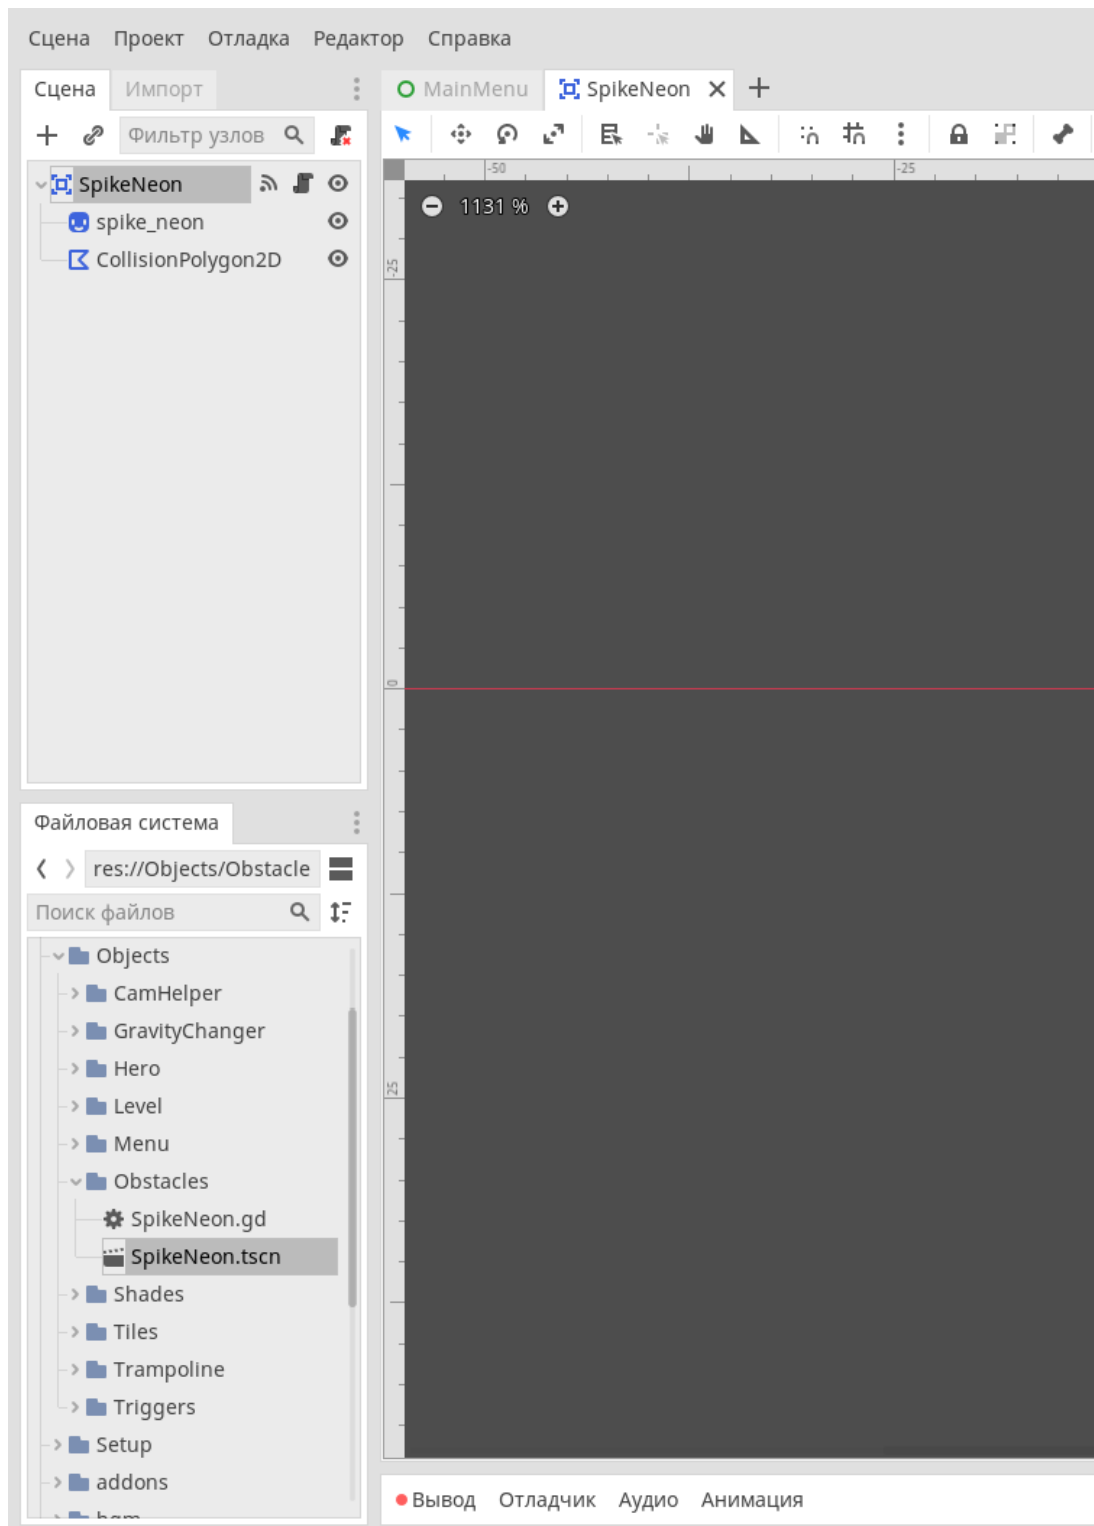 Сцена Проект Отладка Редактор Справка
Сцена Импорт
MainMenu SpikeNeon
Фильтр узлов
-50 -25
SpikeNeon
1131 %
spike_neon
CollisionPolygon2D
-25
0
25
Файловая система
res://Objects/Obstacle
Поиск файлов
Objects
CamHelper
GravityChanger
Hero
Level
Menu
Obstacles
SpikeNeon.gd
SpikeNeon.tscn
Shades
Tiles
Trampoline
Triggers
Setup
addons
Вывод Отладчик Аудио Анимация